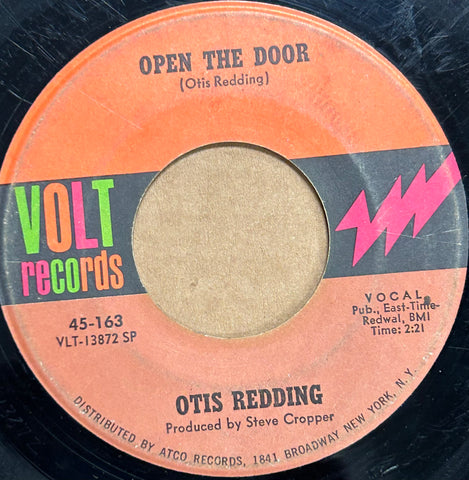 OPEN THE DOOR
(Otis Redding)
VOLT
records
45-163
VLT-13872 SP
VOCAL
Pub., East-Time-
Redwal, BMI
Time: 2:21
OTIS REDDING
Produced by Steve Cropper
DISTRIBUTED BY ATCO RECORDS, 1841 BROADWAY NEW YORK, N.Y.